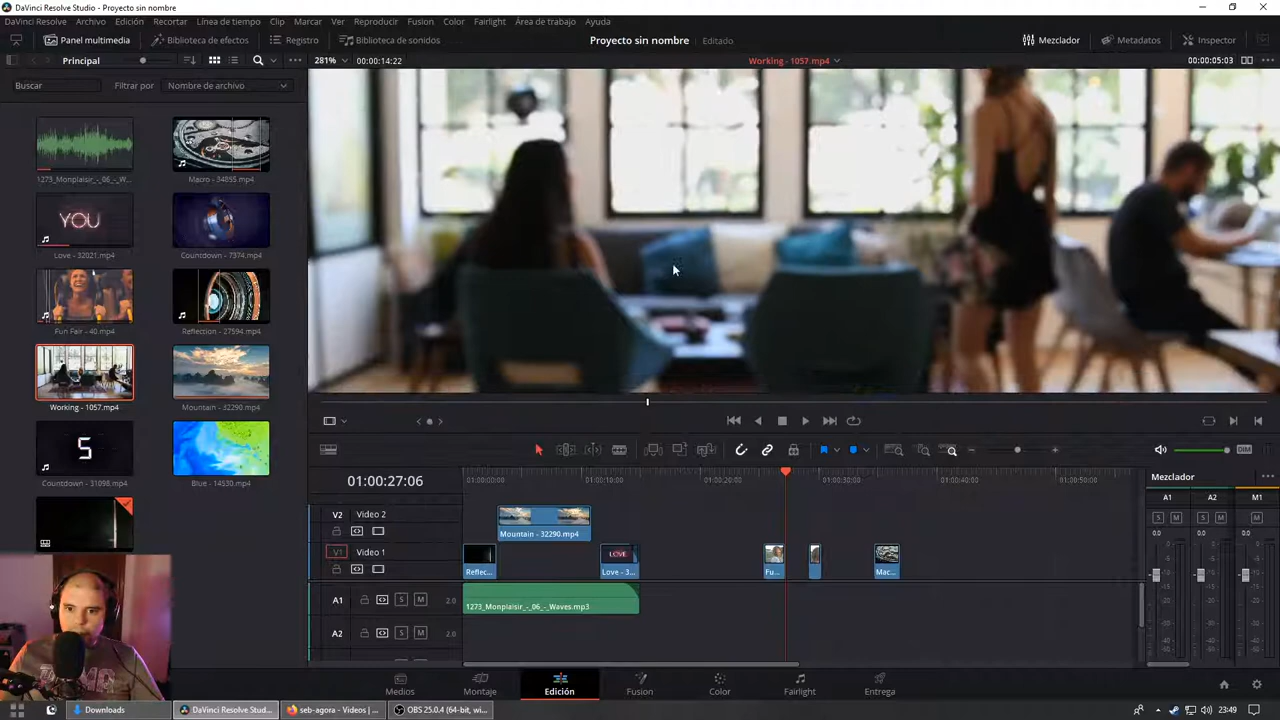 DaVinci Resolve Studio - Proyecto sin nombre
DaVinci Resolve Archivo Edición Recortar Línea de tiempo Clip Marcar Ver Reproducir Fusion Color Fairlight Área de trabajo Ayuda
Panel multimedia Biblioteca de efectos Registro Biblioteca de sonidos Proyecto sin nombre Editado Mezclador Metadatos Inspector
Principal 281% 00:00:14:22 Working - 1057.mp4 00:00:05:03
Buscar Filtrar por Nombre de archivo
1273_Monplaisir_-_06_-_W... Macro - 34855.mp4
YOU
Love - 32021.mp4 Countdown - 7374.mp4
Fun Fair - 40.mp4 Reflection - 27594.mp4
Working - 1057.mp4 Mountain - 32290.mp4
5
Countdown - 31098.mp4 Blue - 14530.mp4
DIM
01:00:27:06 01:00:00:00 01:00:10:00 01:00:20:00 01:00:30:00 01:00:40:00 01:00:50:00
Mezclador
V2 Video 2
Mountain - 32290.mp4
A1 A2 M1
S M S M M
0.0 0.0 0.0
V1 Video 1
LOVE
Reflec... Love - 3... Fu... Mac...
A1 S M 2.0 1273_Monplaisir_-_06_-_Waves.mp3
A2 S M 2.0
Medios Montaje Edición Fusion Color Fairlight Entrega
Downloads DaVinci Resolve Stud... seb-agora - Videos | ... OBS 25.0.4 (64-bit, wi... 23:49